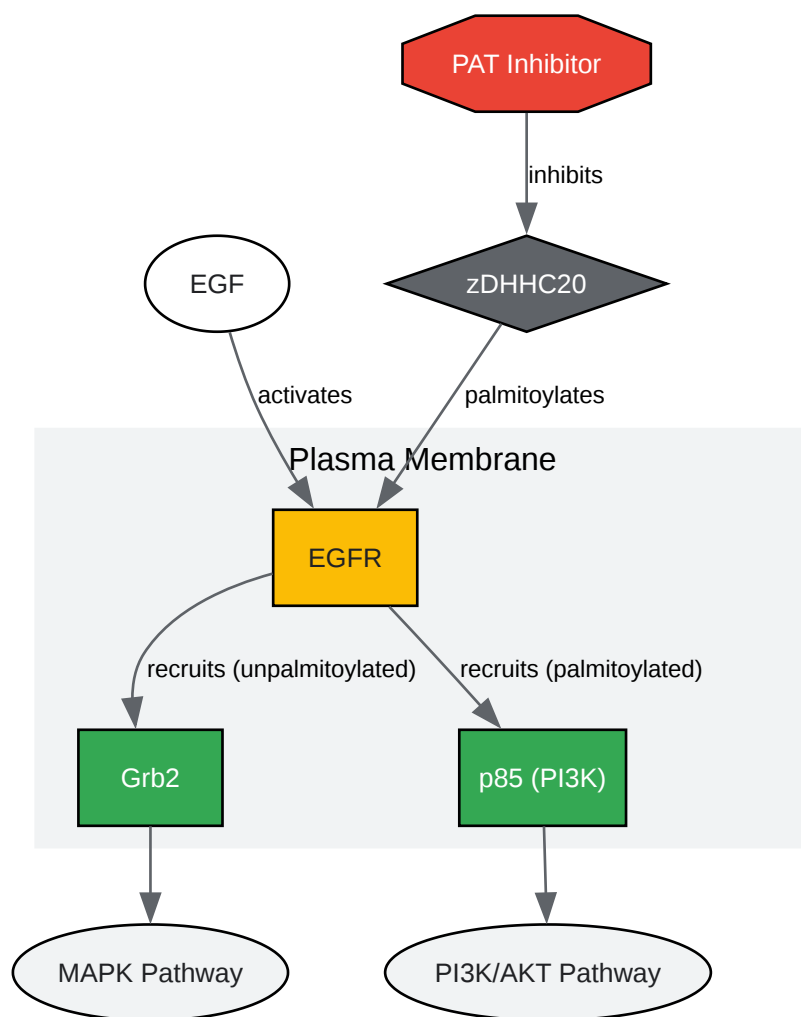 PAT Inhibitor
inhibits
EGF
zDHHC20
activates
palmitoylates
Plasma Membrane
EGFR
recruits (unpalmitoylated)
recruits (palmitoylated)
Grb2
p85 (PI3K)
MAPK Pathway
PI3K/AKT Pathway